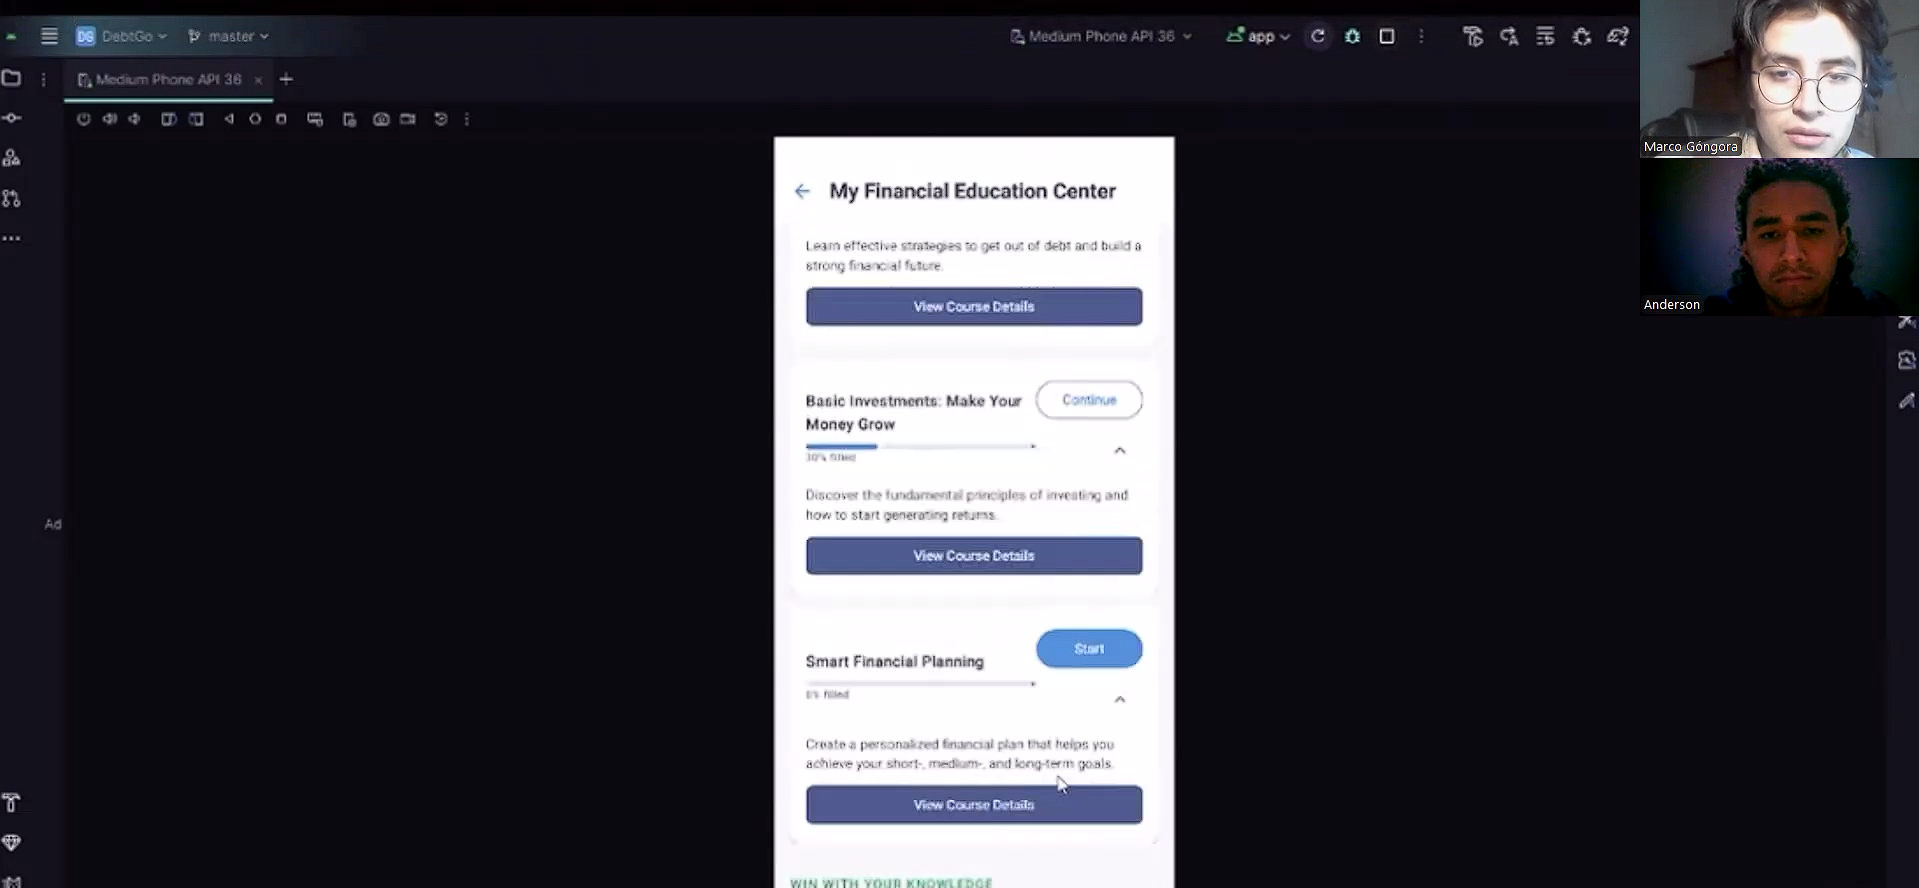 DG DebtGo master
Medium Phone API 36
app
Medium Phone API 36
Marco Góngora
Anderson
My Financial Education Center
Learn effective strategies to get out of debt and build a
strong financial future.
View Course Details
Basic Investments: Make Your
Money Grow
Continue
30% filled
Discover the fundamental principles of investing and
how to start generating returns.
View Course Details
Ad
Smart Financial Planning
Start
0% filled
Create a personalized financial plan that helps you
achieve your short-, medium-, and long-term goals.
View Course Details
WIN WITH YOUR KNOWLEDGE